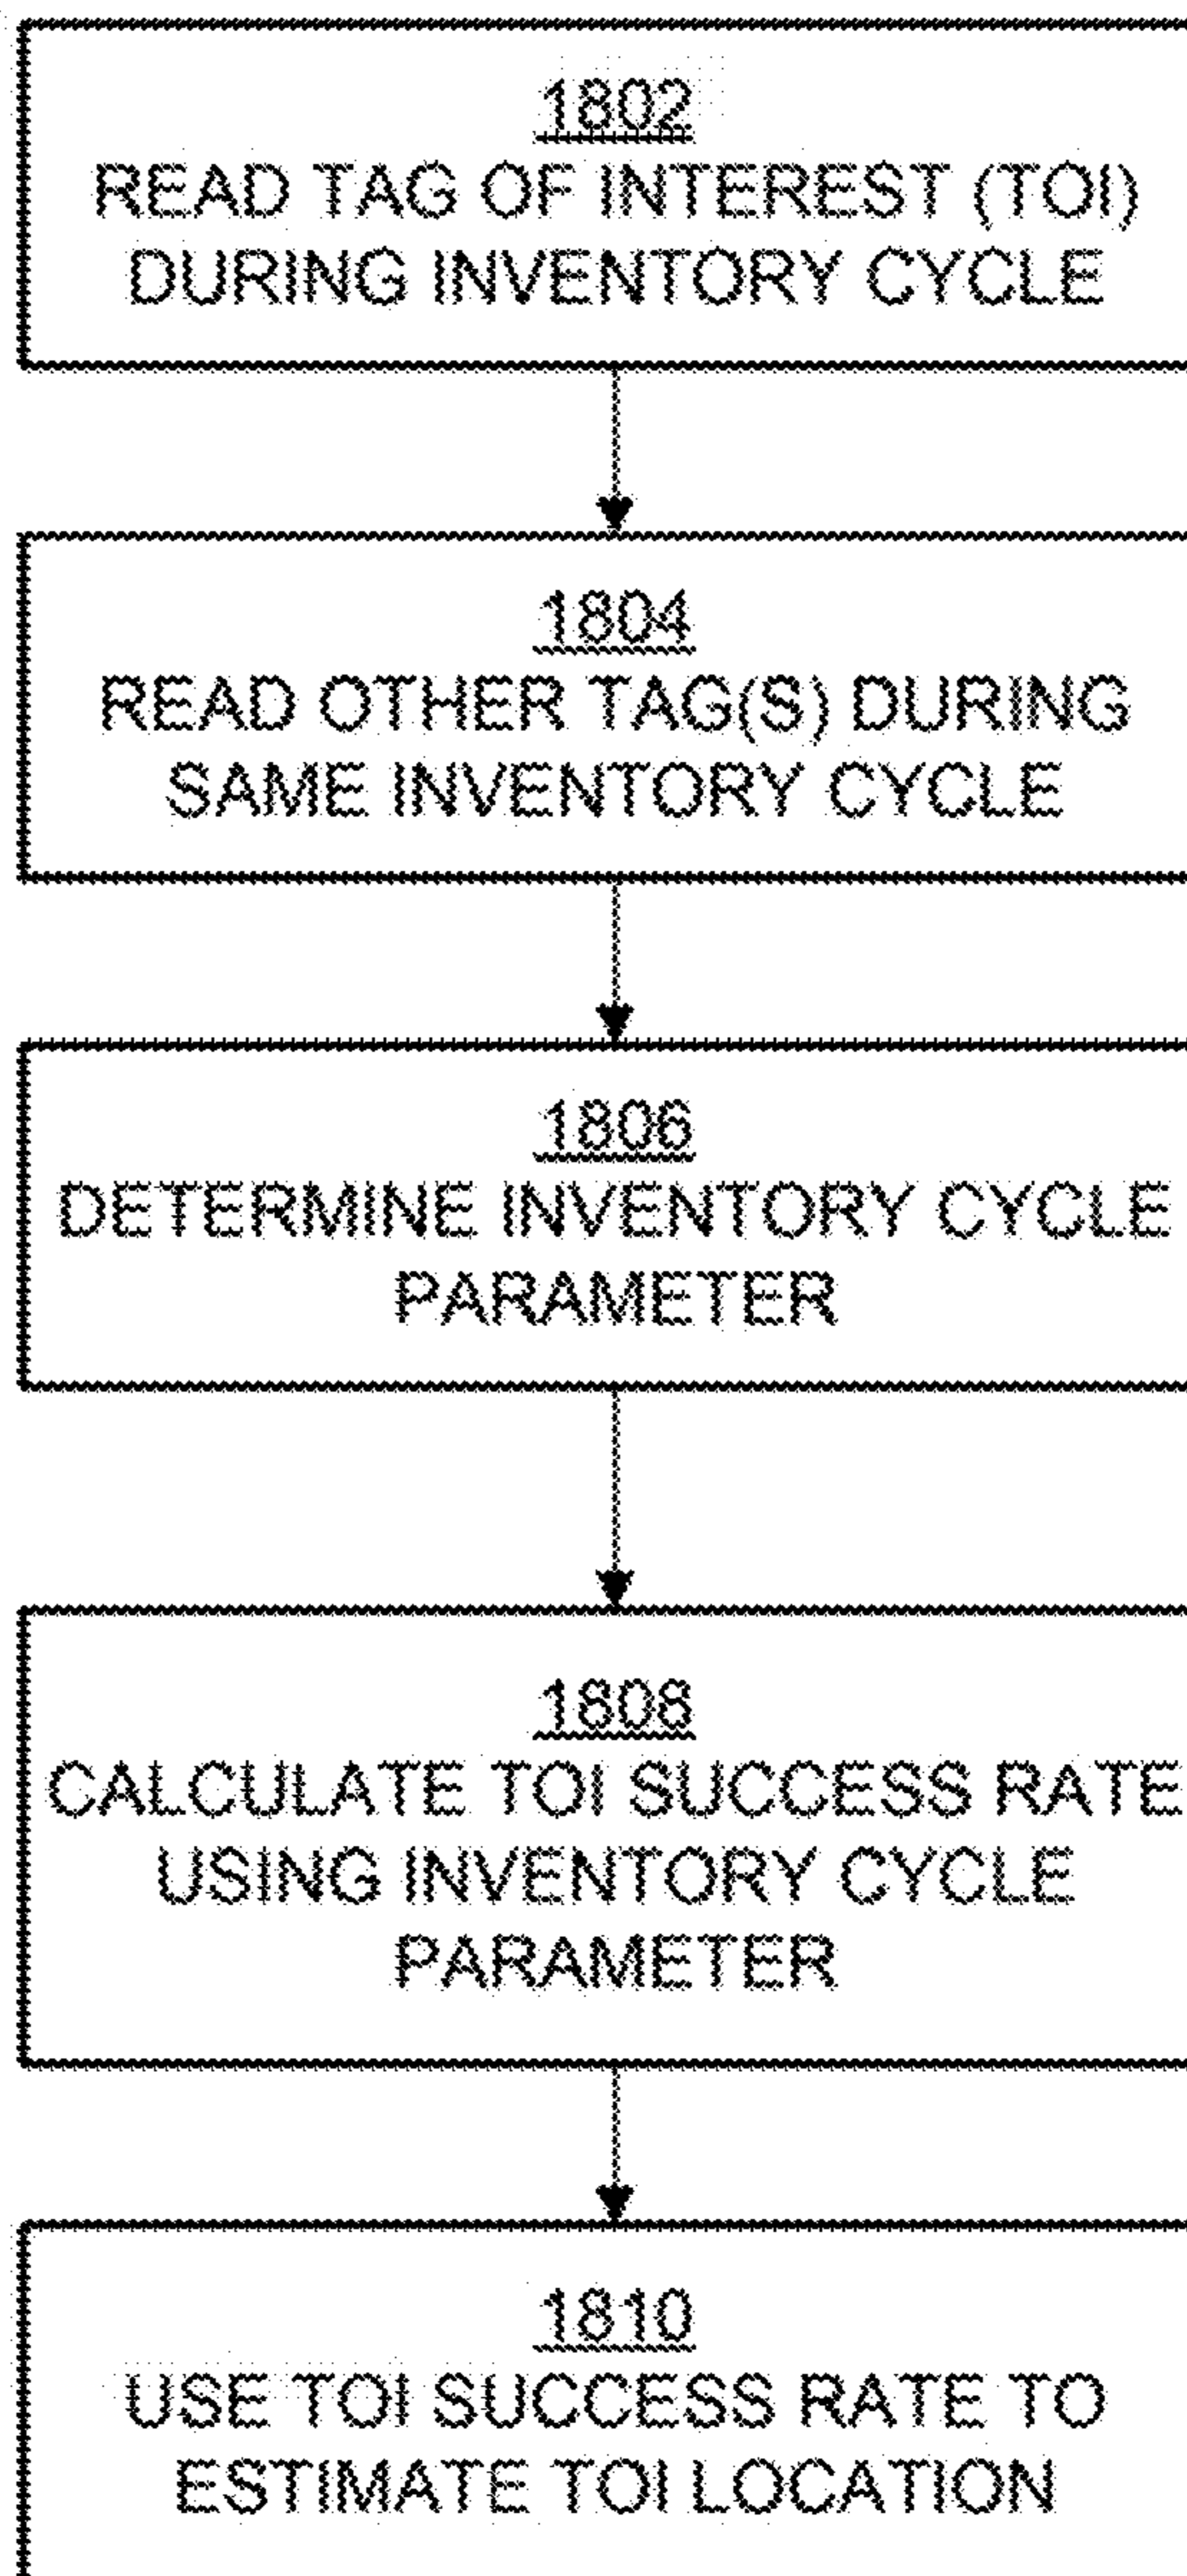 1802
READ TAG OF INTEREST (TOI)
DURING INVENTORY CYCLE
1804
READ OTHER TAG(S) DURING
SAME INVENTORY CYCLE
1806
DETERMINE INVENTORY CYCLE
PARAMETER
1808
CALCULATE TOI SUCCESS RATE
USING INVENTORY CYCLE
PARAMETER
1810
USE TOI SUCCESS RATE TO
ESTIMATE TOI LOCATION